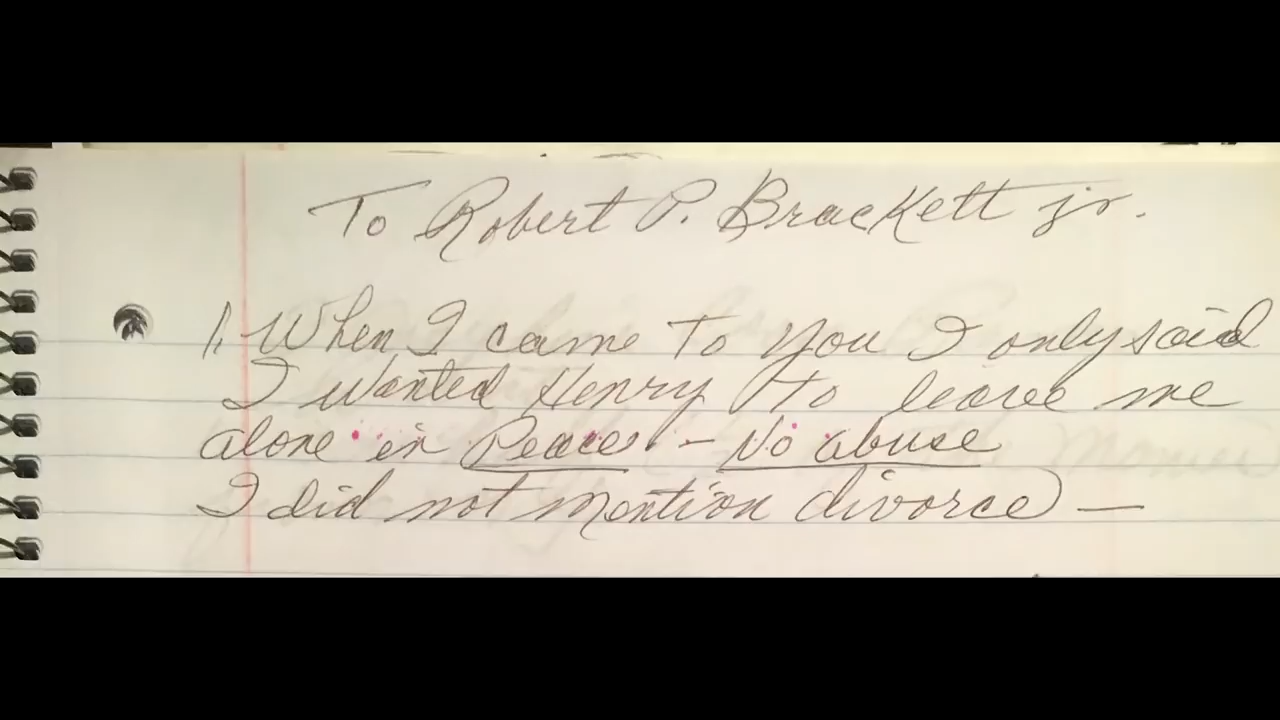 To Robert P. Brackett jr.
1. When I came To you I only said
I wanted Henry To leave me
alone in Peace - No abuse
I did not mention divorce —